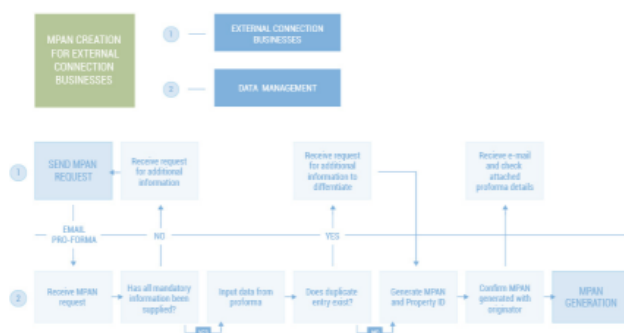 MPAN CREATION
FOR EXTERNAL
CONNECTION
BUSINESSES
1
EXTERNAL CONNECTION
BUSINESSES
2
DATA MANAGEMENT
1
SEND MPAN
REQUEST
Receive request
for additional
information
Receive request
for additional
information to
differntiate
Recieve e-mail
and check
attached
proforma details
EMAIL
PRO-FORMA
NO
YES
2
Receive MPAN
request
Has all mandatory
information been
supplied?
Input data from
proforma
Does duplicate
entry exist?
Generate MPAN
and Property ID
Confirm MPAN
generated with
originator
MPAN
GENERATION